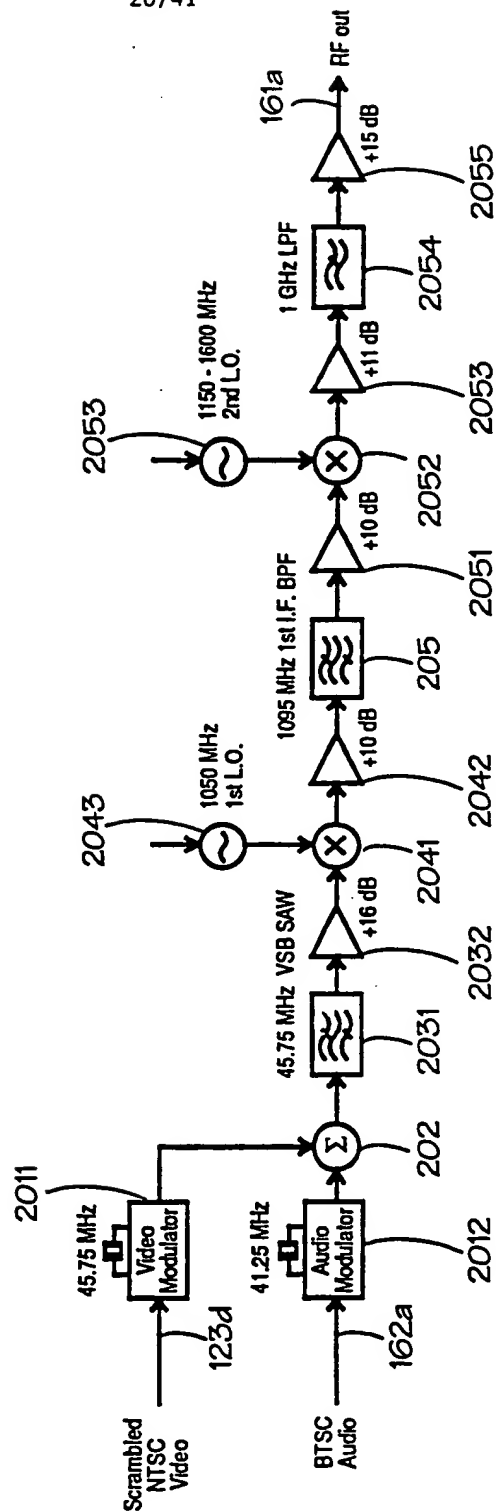 20/41
Scrambled
NTSC
Video
123d
45.75 MHz
Video
Modulator
2011
BTSC
Audio
162a
41.25 MHz
Audio
Modulator
2012
Σ
202
45.75 MHz VSB SAW
2031
+16 dB
2032
2043
1050 MHz
1st L.O.
X
2041
+10 dB
2042
1095 MHz 1st I.F. BPF
205
+10 dB
2051
2053
1150 - 1600 MHz
2nd L.O.
X
2052
+11 dB
2053
1 GHz LPF
2054
+15 dB
2055
161a
RF out